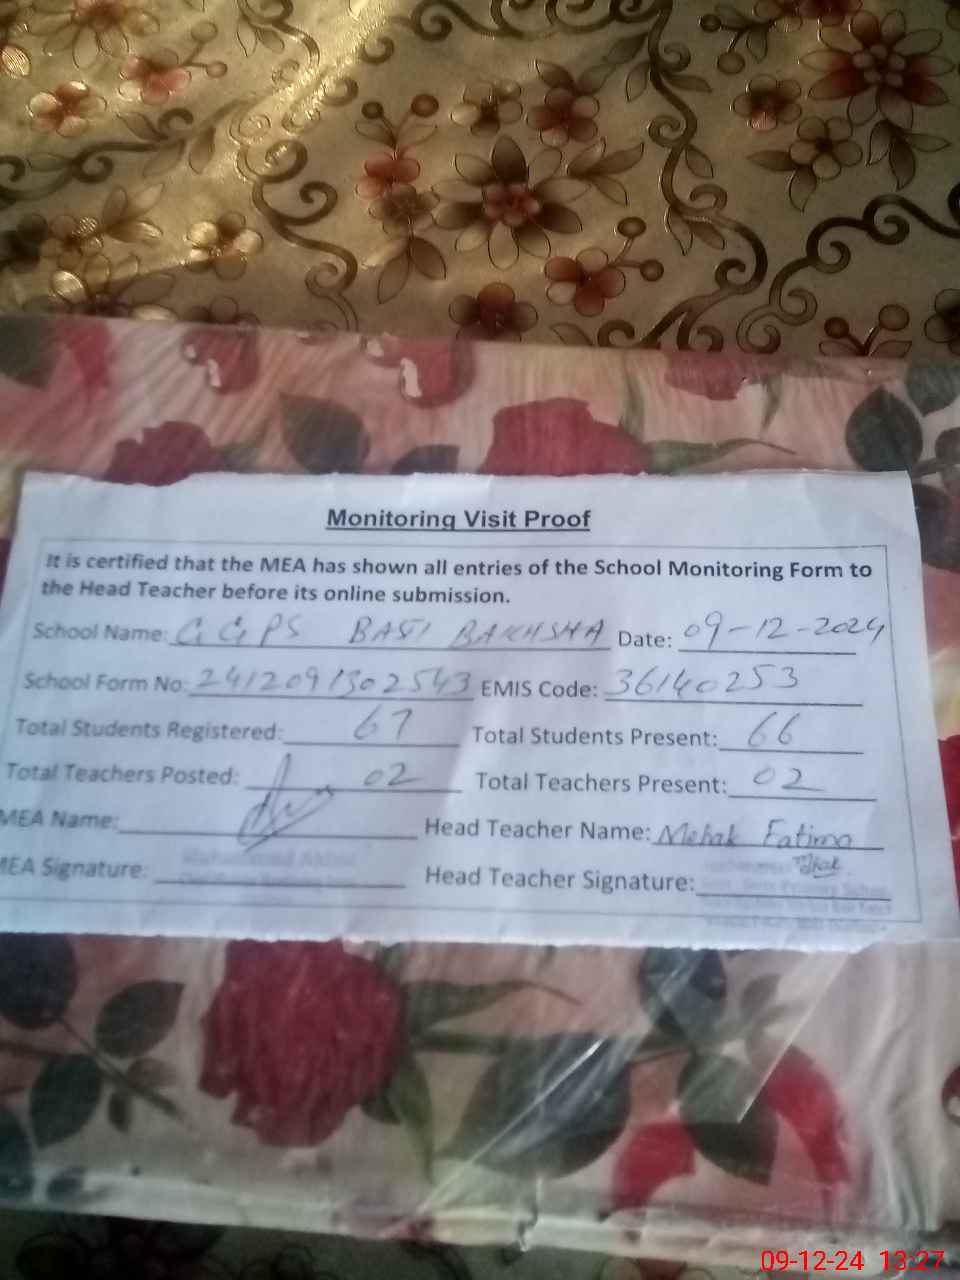 Monitoring Visit Proof
It is certified that the MEA has shown all entries of the School Monitoring Form to
the Head Teacher before its online submission.
School Name: GGPS BASTI BAKHSHA Date: 09-12-2024
School Form No: 2412091302543 EMIS Code: 36140253
Total Students Registered: 67 Total Students Present: 66
Total Teachers Posted: 02 Total Teachers Present: 02
MEA Name: Head Teacher Name: Mehak Fatima
MEA Signature: Head Teacher Signature:
09-12-24 13:27